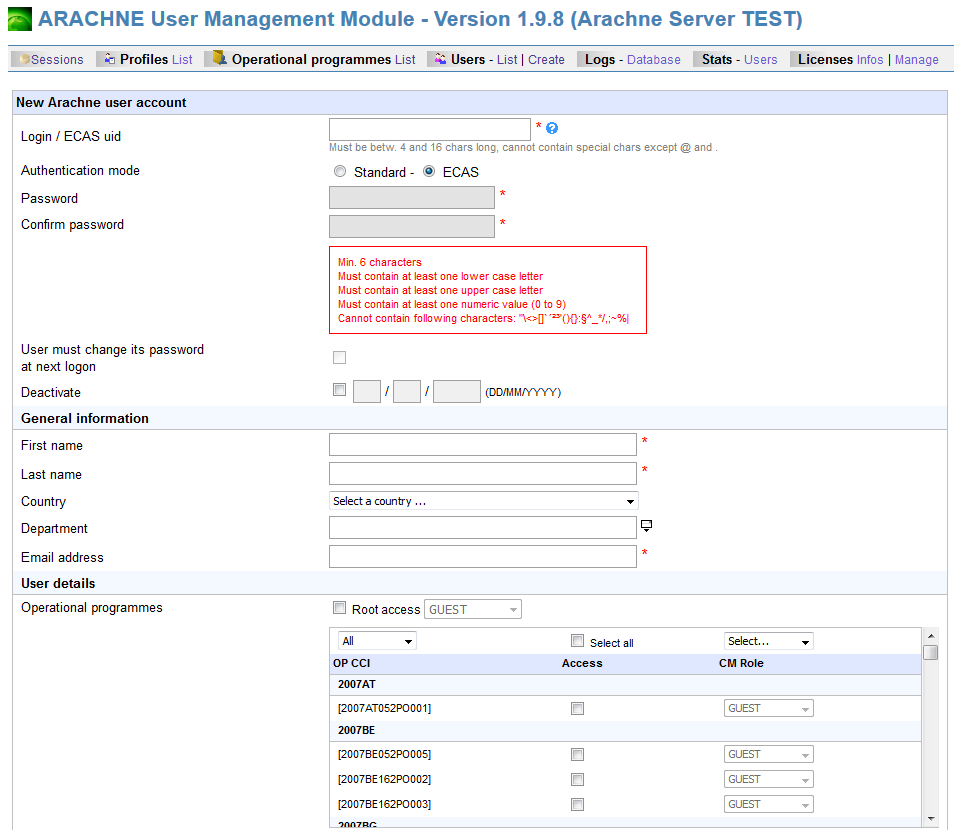 ARACHNE User Management Module - Version 1.9.8 (Arachne Server TEST)
Sessions Profiles List Operational programmes List Users - List | Create Logs - Database Stats - Users Licenses Infos | Manage
New Arachne user account
Login / ECAS uid *
Must be betw. 4 and 16 chars long, cannot contain special chars except @ and .
Authentication mode Standard - ECAS
Password *
Confirm password *
Min. 6 characters
Must contain at least one lower case letter
Must contain at least one upper case letter
Must contain at least one numeric value (0 to 9)
Cannot contain following characters:
User must change its password
at next logon
Deactivate / / (DD/MM/YYYY)
General information
First name *
Last name *
Country Select a country ...
Department
Email address *
User details
Operational programmes Root access GUEST
All Select all Select...
OP CCI Access CM Role
2007AT
[2007AT052PO001] GUEST
2007BE
[2007BE052PO005] GUEST
[2007BE162PO002] GUEST
[2007BE162PO003] GUEST
2007BG